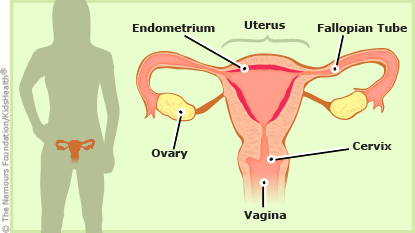 Uterus
Endometrium
Fallopian Tube
Ovary
Cervix
Vagina
© The Nemours Foundation/KidsHealth®